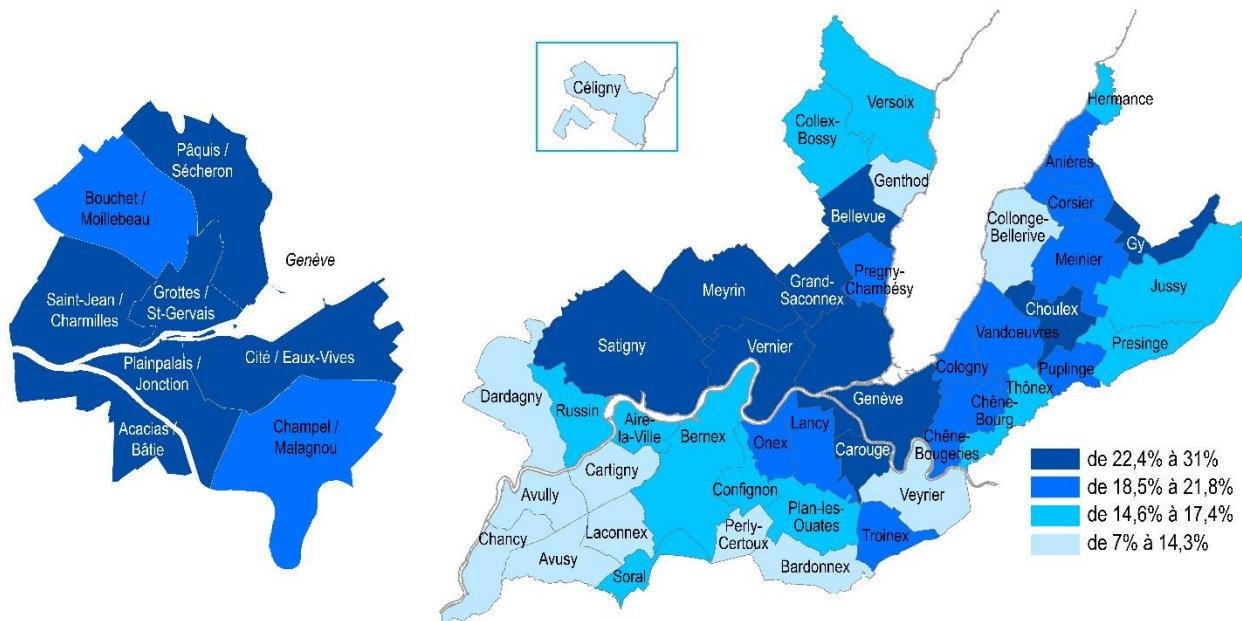 Pâquis /
Sécheron
Bouchet /
Moillebeau
Genève
Saint-Jean /
Charmilles
Grottes /
St-Gervais
Plainpalais /
Jonction
Cité / Eaux-Vives
Acacias /
Bâtie
Champel /
Malagnou
Céligny
Versoix
Collex-
Bossy
Genthod
Bellevue
Hermance
Anières
Corsier
Collonge-
Bellerive
Gy
Meinier
Jussy
Meyrin
Grand-
Saconnex
Pregny-
Chambésy
Choulex
Vandoeuvres
Presinge
Satigny
Vernier
Cologny
Puplinge
Thônex
Dardagny
Russin
Aire-
la-Ville
Bernex
Onex
Lancy
Genève
Carouge
Chêne-
Bourg
Chêne-
Bougeries
Cartigny
Avully
Chancy
Laconnex
Avusy
Soral
Confignon
Perly-
Certoux
Plan-les-
Ouates
Bardonnex
Troinex
Veyrier
de 22,4% à 31%
de 18,5% à 21,8%
de 14,6% à 17,4%
de 7% à 14,3%